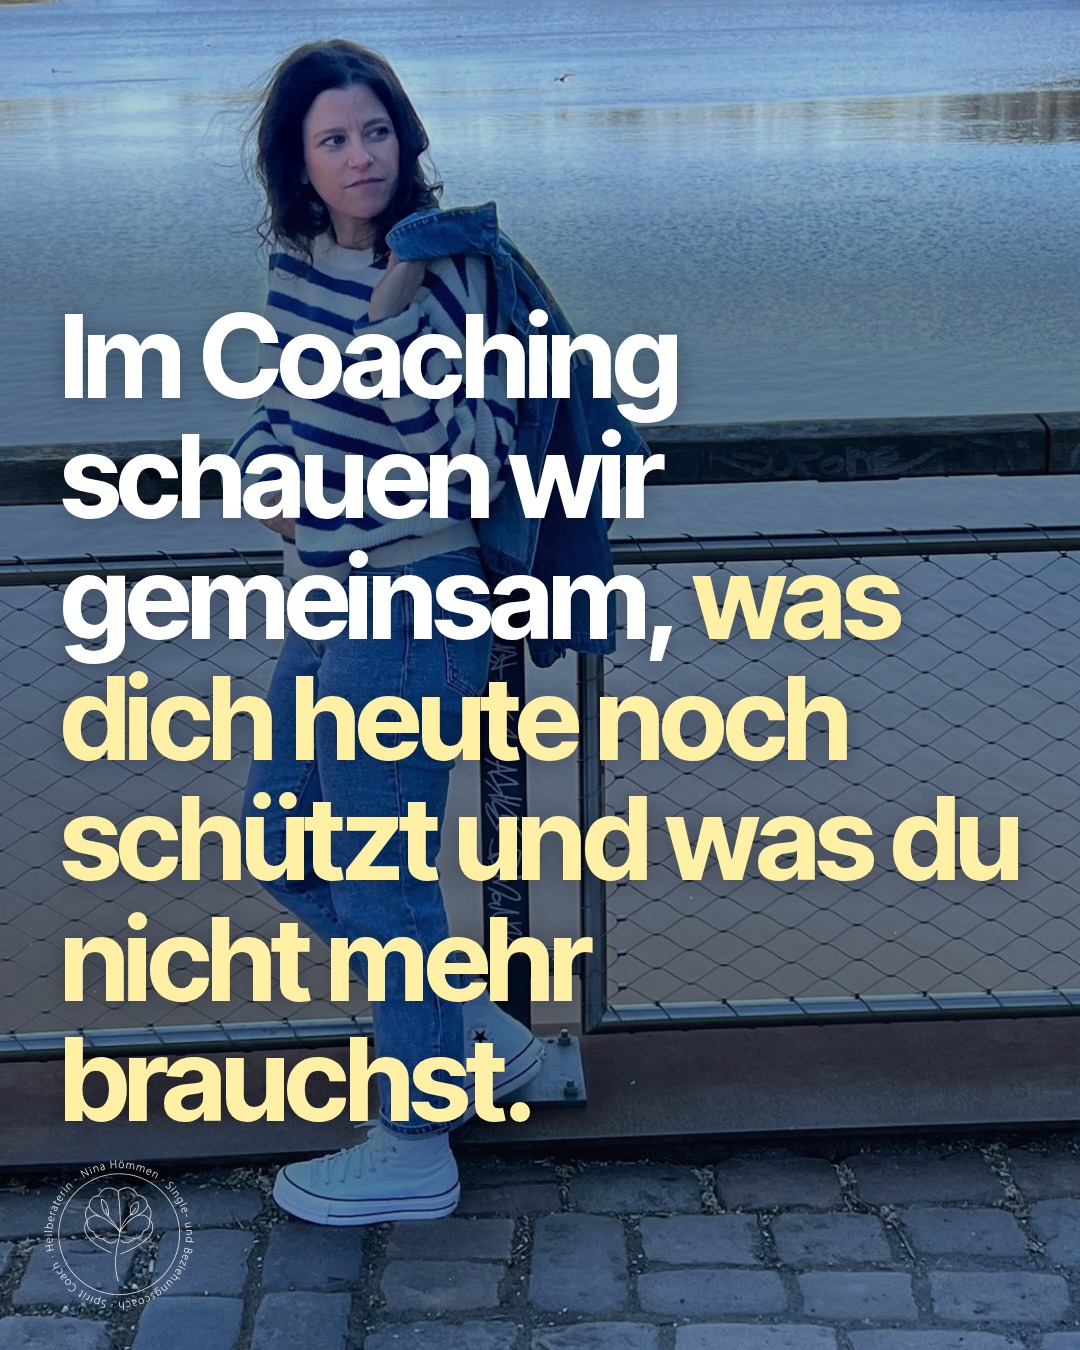 Im Coaching
schauen wir
gemeinsam, was
dich heute noch
schützt und was du
nicht mehr
brauchst.
Nina Hömmen · Single- und Beziehungscoach · Spirit Coach · Heilberaterin ·